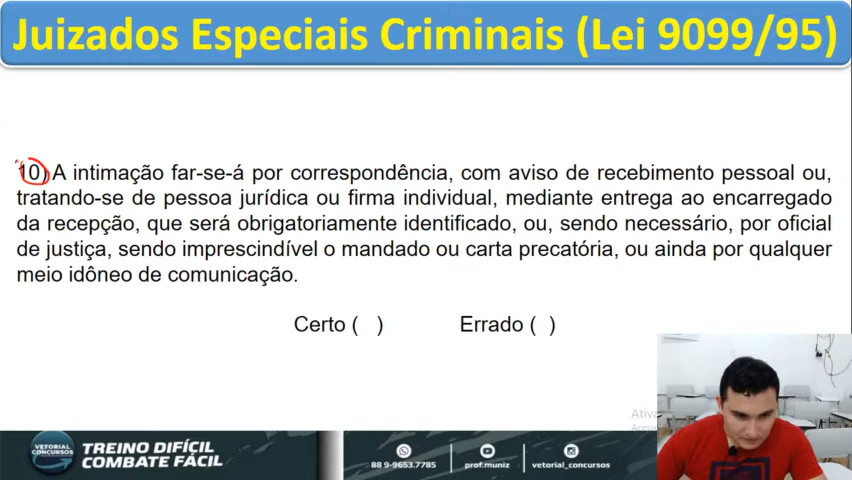 Juizados Especiais Criminais (Lei 9099/95)
10) A intimação far-se-á por correspondência, com aviso de recebimento pessoal ou,
tratando-se de pessoa jurídica ou firma individual, mediante entrega ao encarregado
da recepção, que será obrigatoriamente identificado, ou, sendo necessário, por oficial
de justiça, sendo imprescindível o mandado ou carta precatória, ou ainda por qualquer
meio idôneo de comunicação.
Certo ( ) Errado ( )
Ativa
Acesse
VETORIAL
CONCURSOS
TREINO DIFÍCIL
COMBATE FÁCIL
88 9-9653.7785
prof.muniz
vetorial_concursos